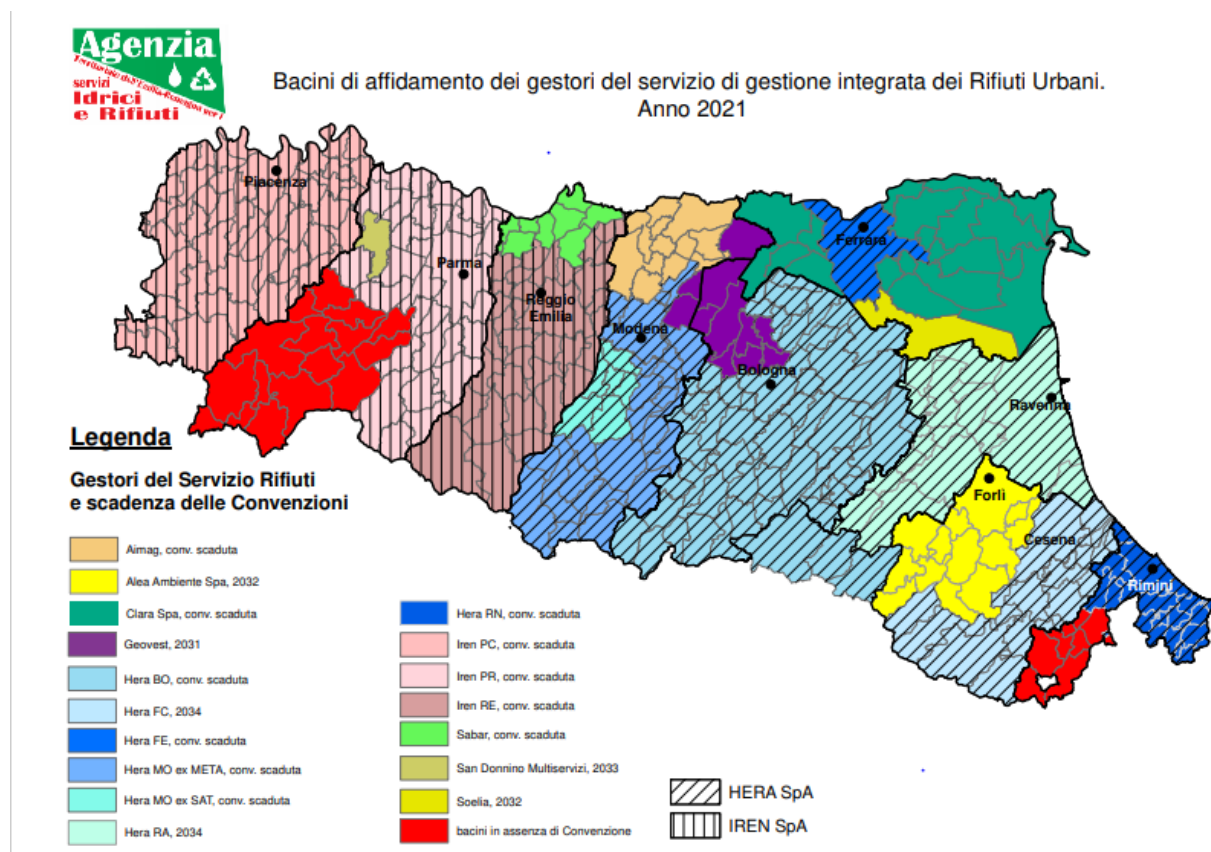 Agenzia
servizi
Idrici
e Rifiuti
Bacini di affidamento dei gestori del servizio di gestione integrata dei Rifiuti Urbani.
Anno 2021
Piacenza
Parma
Reggio
Emilia
Modena
Bologna
Ferrara
Ravenna
Forlì
Cesena
Rimini
Legenda
Gestori del Servizio Rifiuti
e scadenza delle Convenzioni
Aimag, conv. scaduta
Alea Ambiente Spa, 2032
Clara Spa, conv. scaduta
Geovest, 2031
Hera BO, conv. scaduta
Hera FC, 2034
Hera FE, conv. scaduta
Hera MO ex META, conv. scaduta
Hera MO ex SAT, conv. scaduta
Hera RA, 2034
Hera RN, conv. scaduta
Iren PC, conv. scaduta
Iren PR, conv. scaduta
Iren RE, conv. scaduta
Sabar, conv. scaduta
San Donnino Multiservizi, 2033
Soelia, 2032
bacini in assenza di Convenzione
HERA SpA
IREN SpA